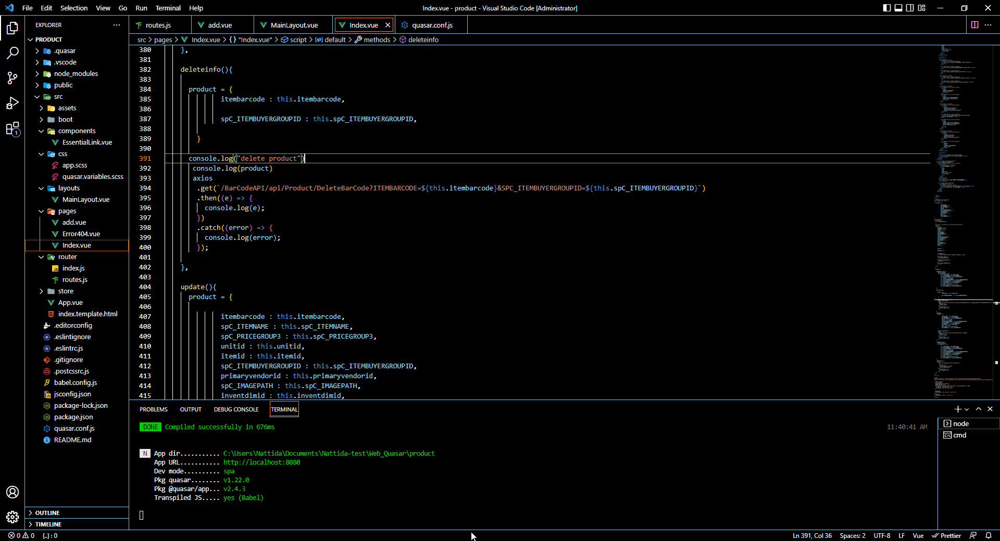 File Edit Selection View Go Run Terminal Help
Index.vue - product - Visual Studio Code [Administrator]
EXPLORER
routes.js
add.vue
MainLayout.vue
Index.vue
quasar.conf.js
src > pages > Index.vue > {} "Index.vue" > script > default > methods > deleteinfo
PRODUCT
.quasar
.vscode
node_modules
public
src
assets
boot
components
EssentialLink.vue
css
app.scss
quasar.variables.scss
layouts
MainLayout.vue
pages
add.vue
Error404.vue
Index.vue
router
index.js
routes.js
store
App.vue
index.template.html
.editorconfig
.eslintignore
.eslintrc.js
.gitignore
.postcssrc.js
babel.config.js
jsconfig.json
package-lock.json
package.json
quasar.conf.js
README.md
OUTLINE
TIMELINE
1
380 },
381
382 deleteinfo(){
383
384 product = {
385 itembarcode : this.itembarcode,
386
387 spC_ITEMBUYERGROUPID : this.spC_ITEMBUYERGROUPID,
388
389 }
390
391 console.log("delete product")
392 console.log(product)
393 axios
394 .get(`/BarCodeAPI/api/Product/DeleteBarCode?ITEMBARCODE=${this.itembarcode}&SPC_ITEMBUYERGROUPID=${this.spC_ITEMBUYERGROUPID}`)
395 .then((e) => {
396 console.log(e);
397 })
398 .catch((error) => {
399 console.log(error);
400 });
401
402 },
403
404 update(){
405 product = {
406
407 itembarcode : this.itembarcode,
408 spC_ITEMNAME : this.spC_ITEMNAME,
409 spC_PRICEGROUP3 : this.spC_PRICEGROUP3,
410 unitid : this.unitid,
411 itemid : this.itemid,
412 spC_ITEMBUYERGROUPID : this.spC_ITEMBUYERGROUPID,
413 primaryvendorid : this.primaryvendorid,
414 spC_IMAGEPATH : this.spC_IMAGEPATH,
415 inventdimid : this.inventdimid,
PROBLEMS OUTPUT DEBUG CONSOLE TERMINAL
DONE Compiled successfully in 676ms 11:40:41 AM
N App dir........... C:\Users\Nattida\Documents\Nattida-test\Web_Quasar\product
App URL........... http://localhost:8080
Dev mode.......... spa
Pkg quasar........ v1.22.0
Pkg @quasar/app... v2.4.3
Transpiled JS..... yes (Babel)
node
cmd
0 0 {..} : 0
Ln 391, Col 36 Spaces: 2 UTF-8 LF Vue Prettier